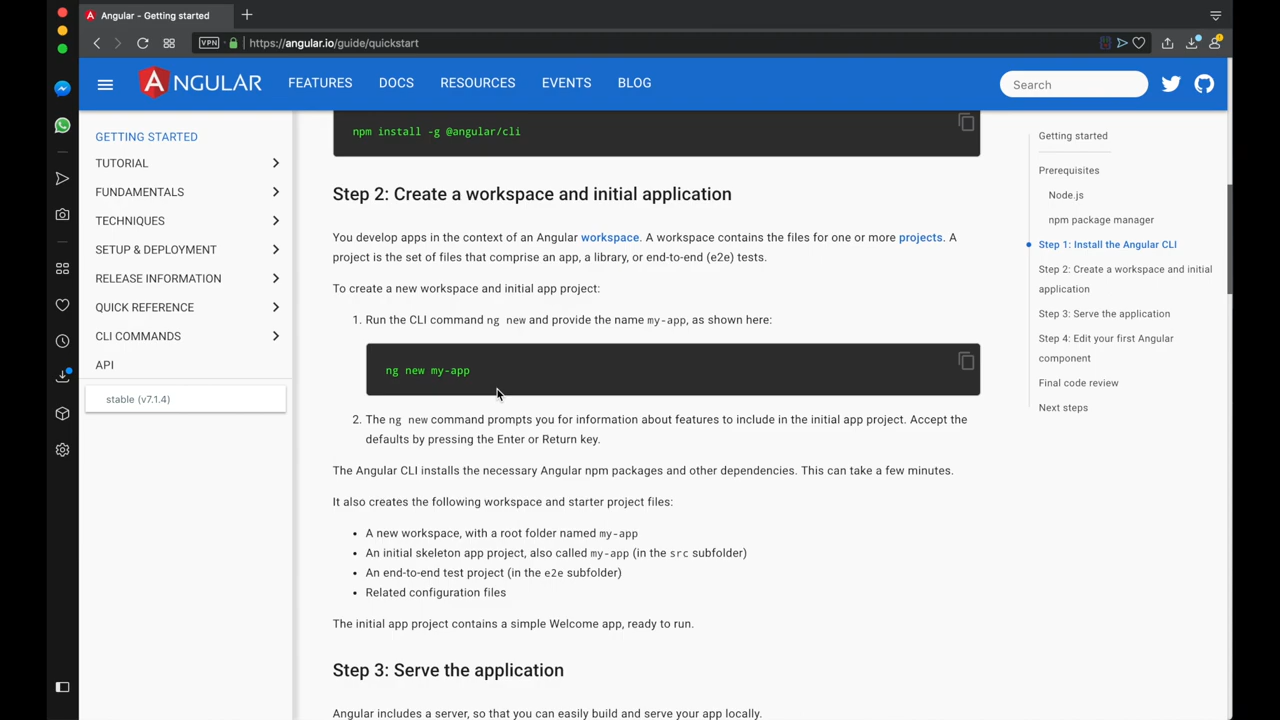 Angular - Getting started
VPN
https://angular.io/guide/quickstart
ANGULAR
FEATURES
DOCS
RESOURCES
EVENTS
BLOG
Search
GETTING STARTED
TUTORIAL
FUNDAMENTALS
TECHNIQUES
SETUP & DEPLOYMENT
RELEASE INFORMATION
QUICK REFERENCE
CLI COMMANDS
API
stable (v7.1.4)
npm install -g @angular/cli
Step 2: Create a workspace and initial application
You develop apps in the context of an Angular workspace. A workspace contains the files for one or more projects. A
project is the set of files that comprise an app, a library, or end-to-end (e2e) tests.
To create a new workspace and initial app project:
1. Run the CLI command ng new and provide the name my-app, as shown here:
ng new my-app
2. The ng new command prompts you for information about features to include in the initial app project. Accept the
defaults by pressing the Enter or Return key.
The Angular CLI installs the necessary Angular npm packages and other dependencies. This can take a few minutes.
It also creates the following workspace and starter project files:
• A new workspace, with a root folder named my-app
• An initial skeleton app project, also called my-app (in the src subfolder)
• An end-to-end test project (in the e2e subfolder)
• Related configuration files
The initial app project contains a simple Welcome app, ready to run.
Step 3: Serve the application
Angular includes a server, so that you can easily build and serve your app locally.
Getting started
Prerequisites
Node.js
npm package manager
Step 1: Install the Angular CLI
Step 2: Create a workspace and initial
application
Step 3: Serve the application
Step 4: Edit your first Angular
component
Final code review
Next steps